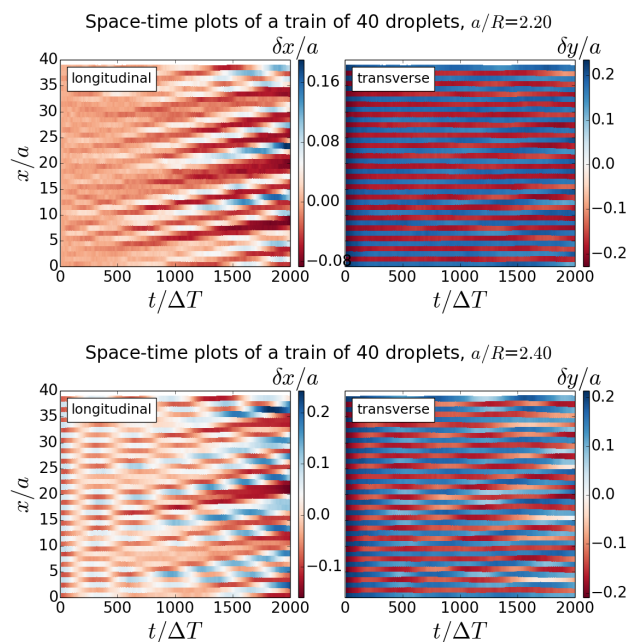 Space-time plots of a train of 40 droplets, a/R=2.20
δx/a
δy/a
longitudinal
transverse
40
35
30
25
20
15
10
5
0
x/a
0.16
0.08
0.00
−0.08
0.2
0.1
0.0
−0.1
−0.2
0 500 1000 1500 2000
0 500 1000 1500 2000
t/ΔT
t/ΔT
Space-time plots of a train of 40 droplets, a/R=2.40
δx/a
δy/a
longitudinal
transverse
40
35
30
25
20
15
10
5
0
x/a
0.2
0.1
0.0
−0.1
0.2
0.1
0.0
−0.1
−0.2
0 500 1000 1500 2000
0 500 1000 1500 2000
t/ΔT
t/ΔT